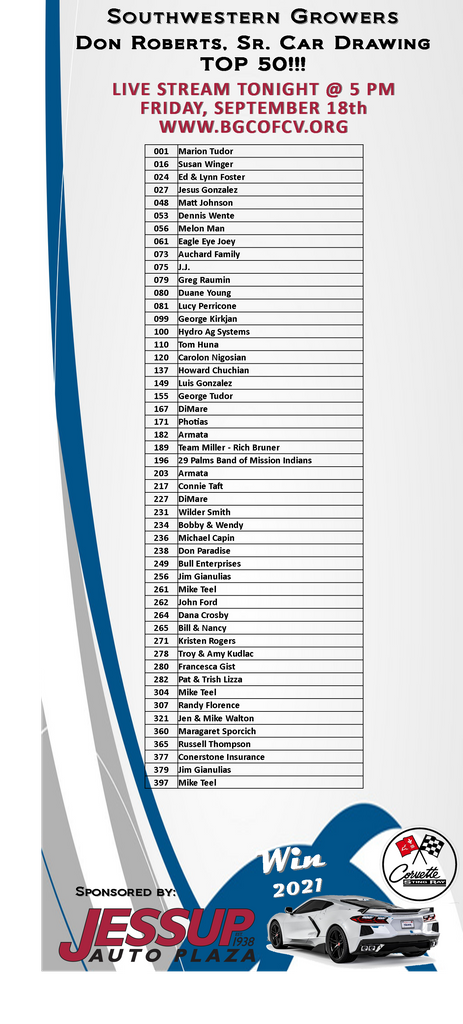 Southwestern Growers
Don Roberts, Sr. Car Drawing
TOP 50!!!
LIVE STREAM TONIGHT @ 5 PM
FRIDAY, SEPTEMBER 18th
WWW.BGCOFCV.ORG
001 Marion Tudor
016 Susan Winger
024 Ed & Lynn Foster
027 Jesus Gonzalez
048 Matt Johnson
053 Dennis Wente
056 Melon Man
061 Eagle Eye Joey
073 Auchard Family
075 J.J.
079 Greg Raumin
080 Duane Young
081 Lucy Perricone
099 George Kirkjan
100 Hydro Ag Systems
110 Tom Huna
120 Carolon Nigosian
137 Howard Chuchian
149 Luis Gonzalez
155 George Tudor
167 DiMare
171 Photias
182 Armata
189 Team Miller - Rich Bruner
196 29 Palms Band of Mission Indians
203 Armata
217 Connie Taft
227 DiMare
231 Wilder Smith
234 Bobby & Wendy
236 Michael Capin
238 Don Paradise
249 Bull Enterprises
256 Jim Gianulias
261 Mike Teel
262 John Ford
264 Dana Crosby
265 Bill & Nancy
271 Kristen Rogers
278 Troy & Amy Kudlac
280 Francesca Gist
282 Pat & Trish Lizza
304 Mike Teel
307 Randy Florence
321 Jen & Mike Walton
360 Maragaret Sporcich
365 Russell Thompson
377 Conerstone Insurance
379 Jim Gianulias
397 Mike Teel
Win
2021
Corvette
STING RAY
Sponsored by:
JESSUP
1938
AUTO PLAZA